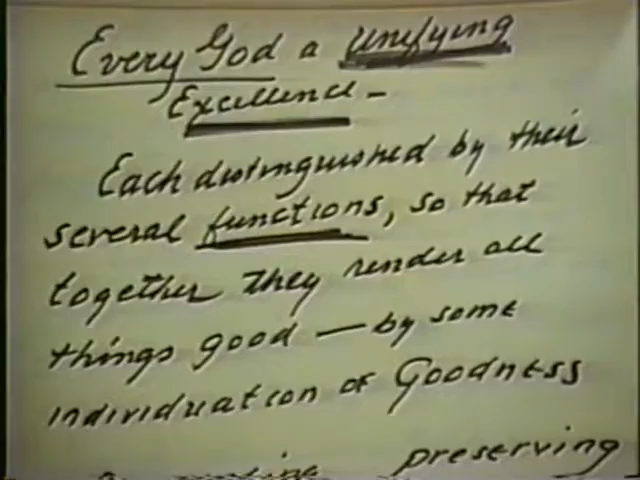 Every God a Unifying
Excellence -
Each distinguished by their
several functions, so that
together they render all
things good — by some
individuation of Goodness
preserving